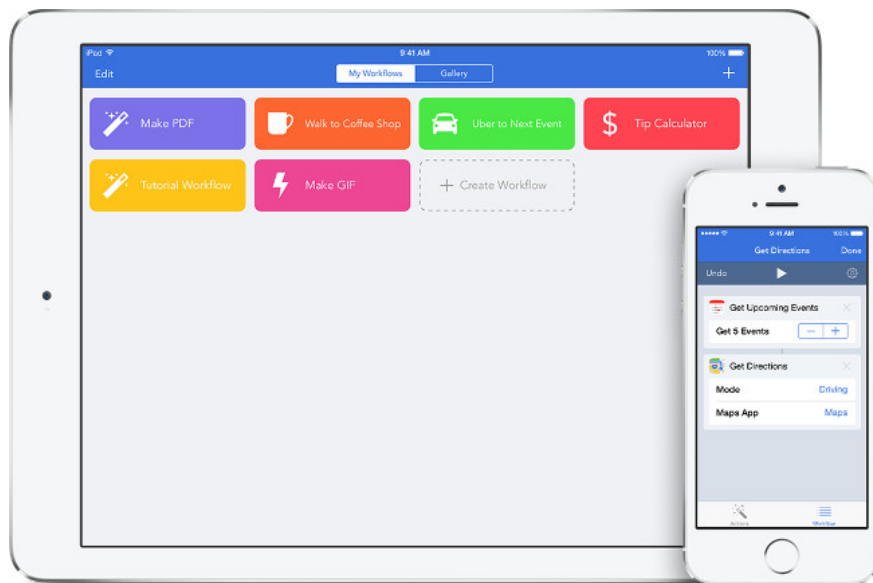 iPad 9:41 AM 100%
Edit My Workflows Gallery +
Make PDF Walk to Coffee Shop Uber to Next Event $ Tip Calculator
Tutorial Workflow Make GIF + Create Workflow
9:41 AM 100%
Get Directions Done
Undo
Get Upcoming Events
Get 5 Events - +
Get Directions
Mode Driving
Maps App Maps
Actions Workflow